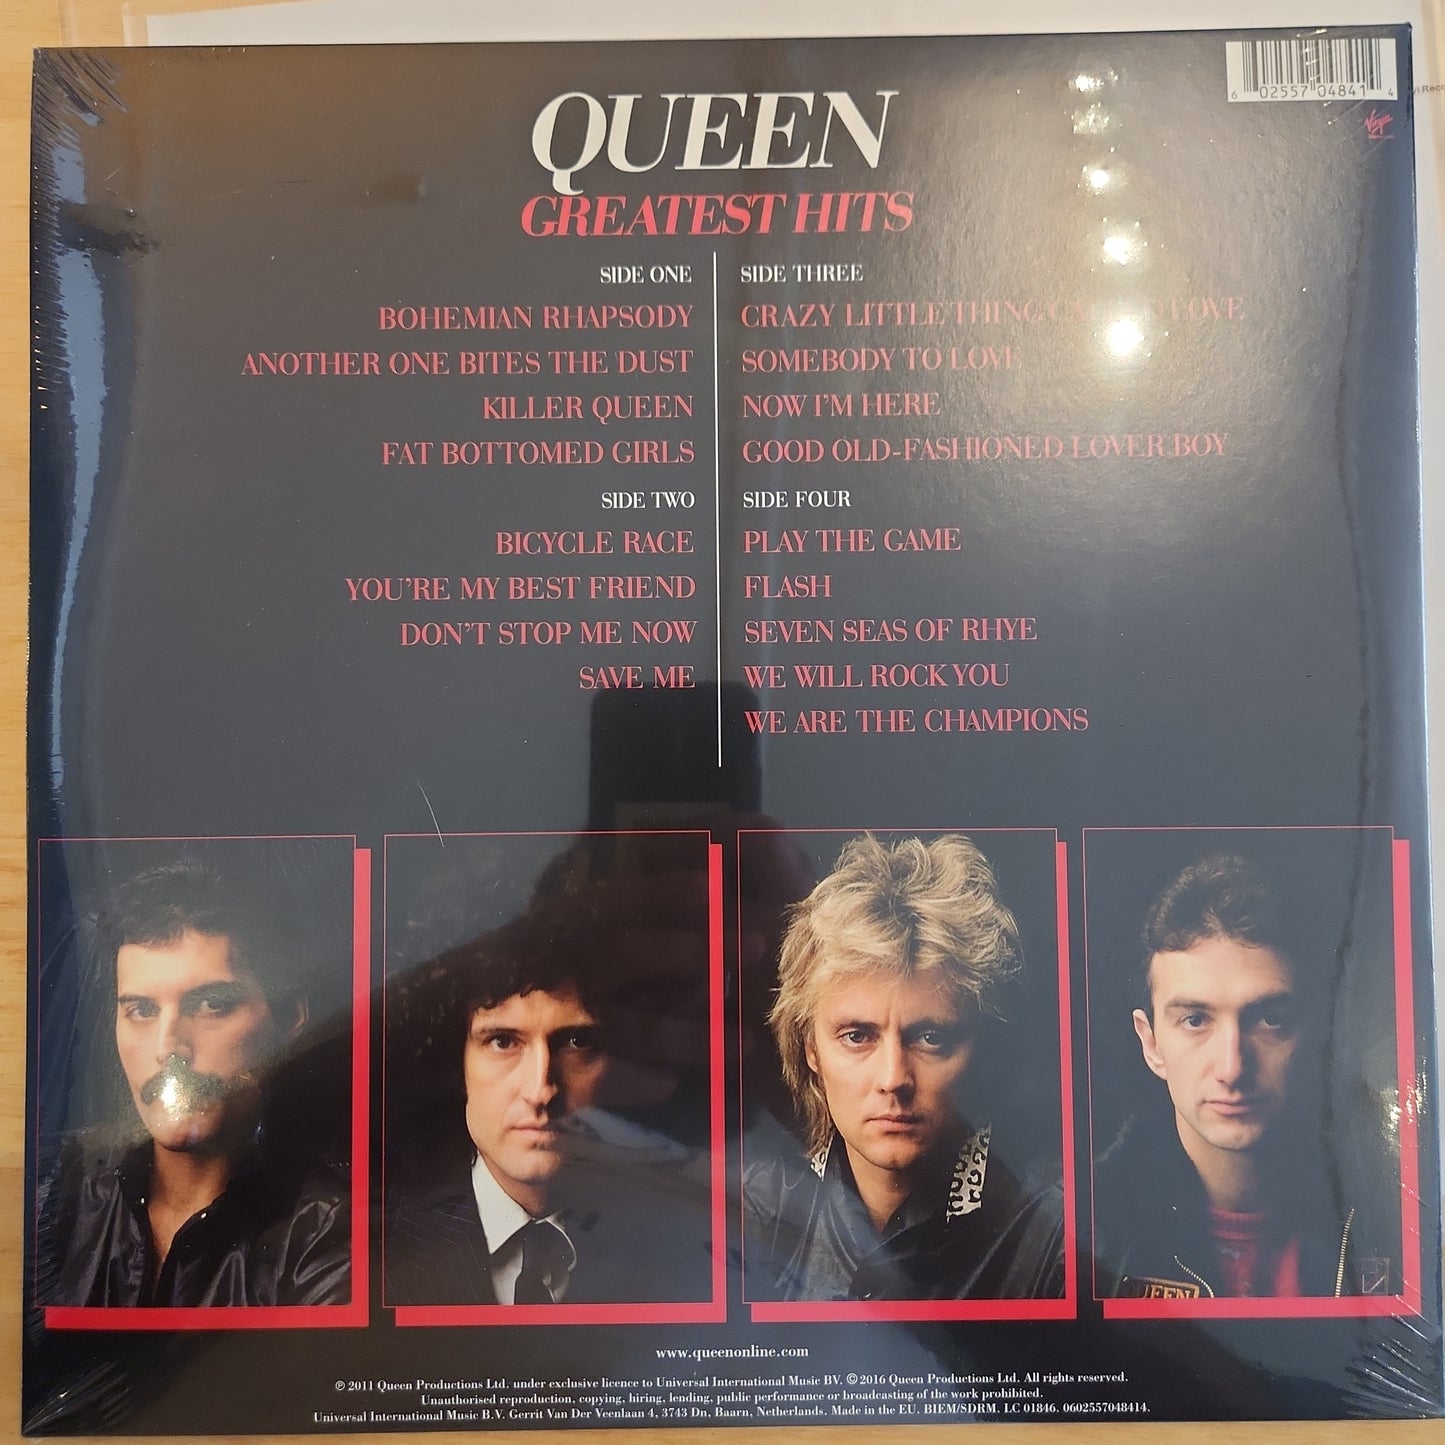 6 02557 04841 4
Virgin
QUEEN
GREATEST HITS
SIDE ONE
BOHEMIAN RHAPSODY
ANOTHER ONE BITES THE DUST
KILLER QUEEN
FAT BOTTOMED GIRLS
SIDE TWO
BICYCLE RACE
YOU'RE MY BEST FRIEND
DON'T STOP ME NOW
SAVE ME
SIDE THREE
CRAZY LITTLE THING CALLED LOVE
SOMEBODY TO LOVE
NOW I'M HERE
GOOD OLD-FASHIONED LOVER BOY
SIDE FOUR
PLAY THE GAME
FLASH
SEVEN SEAS OF RHYE
WE WILL ROCK YOU
WE ARE THE CHAMPIONS
www.queenonline.com
℗ 2011 Queen Productions Ltd. under exclusive licence to Universal International Music BV. © 2016 Queen Productions Ltd. All rights reserved.
Unauthorised reproduction, copying, hiring, lending, public performance or broadcasting of the work prohibited.
Universal International Music B.V. Gerrit Van Der Veenlaan 4, 3743 Dn, Baarn, Netherlands. Made in the EU. BIEM/SDRM. LC 01846. 0602557048414.